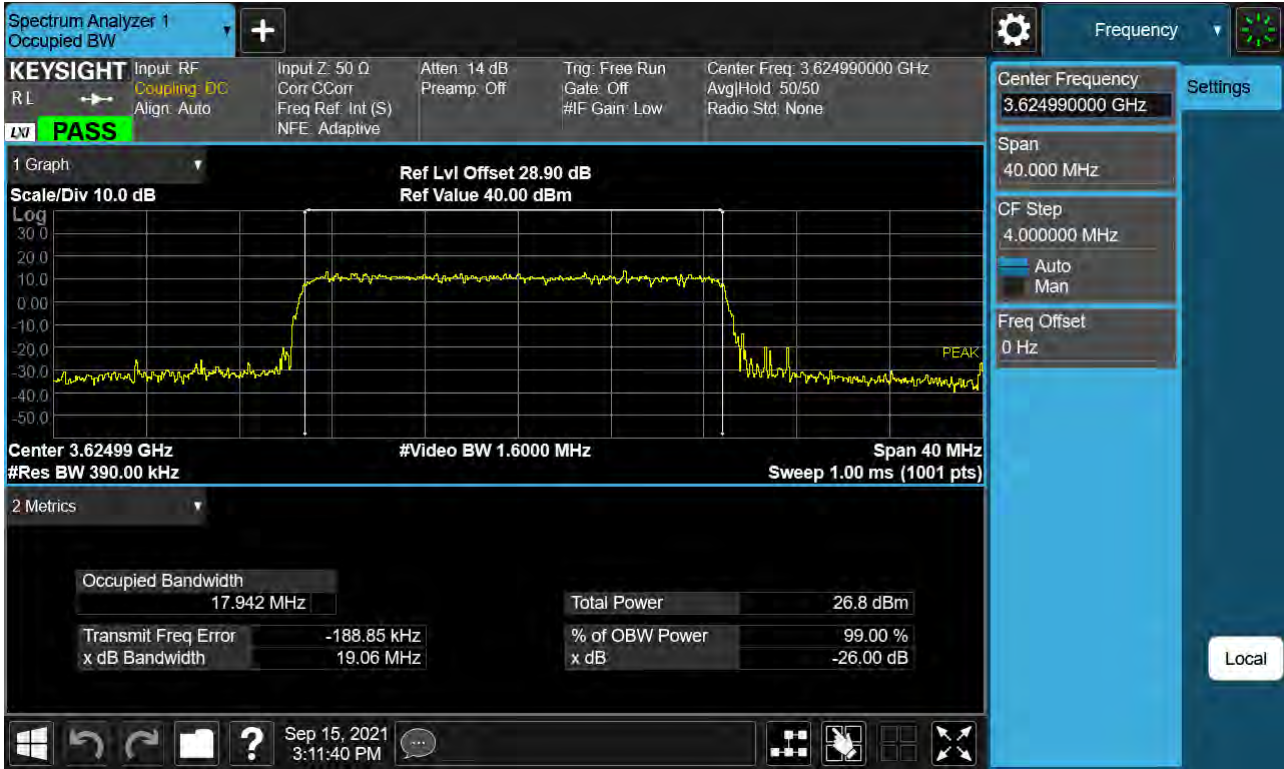 Spectrum Analyzer 1
Occupied BW
Frequency
KEYSIGHT
R L
LXI
PASS
Input: RF
Coupling: DC
Align: Auto
Input Z: 50 Ω
Corr CCorr
Freq Ref: Int (S)
NFE: Adaptive
Atten: 14 dB
Preamp: Off
Trig: Free Run
Gate: Off
#IF Gain: Low
Center Freq: 3.624990000 GHz
Avg|Hold: 50/50
Radio Std: None
Center Frequency
3.624990000 GHz
Settings
Span
40.000 MHz
CF Step
4.000000 MHz
Auto
Man
Freq Offset
0 Hz
Local
1 Graph
Scale/Div 10.0 dB
Ref Lvl Offset 28.90 dB
Ref Value 40.00 dBm
Log
30.0
20.0
10.0
0.00
-10.0
-20.0
-30.0
-40.0
-50.0
PEAK
Center 3.62499 GHz
#Video BW 1.6000 MHz
Span 40 MHz
#Res BW 390.00 kHz
Sweep 1.00 ms (1001 pts)
2 Metrics
Occupied Bandwidth
17.942 MHz
Total Power 26.8 dBm
Transmit Freq Error -188.85 kHz
% of OBW Power 99.00 %
x dB Bandwidth 19.06 MHz
x dB -26.00 dB
?
Sep 15, 2021
3:11:40 PM